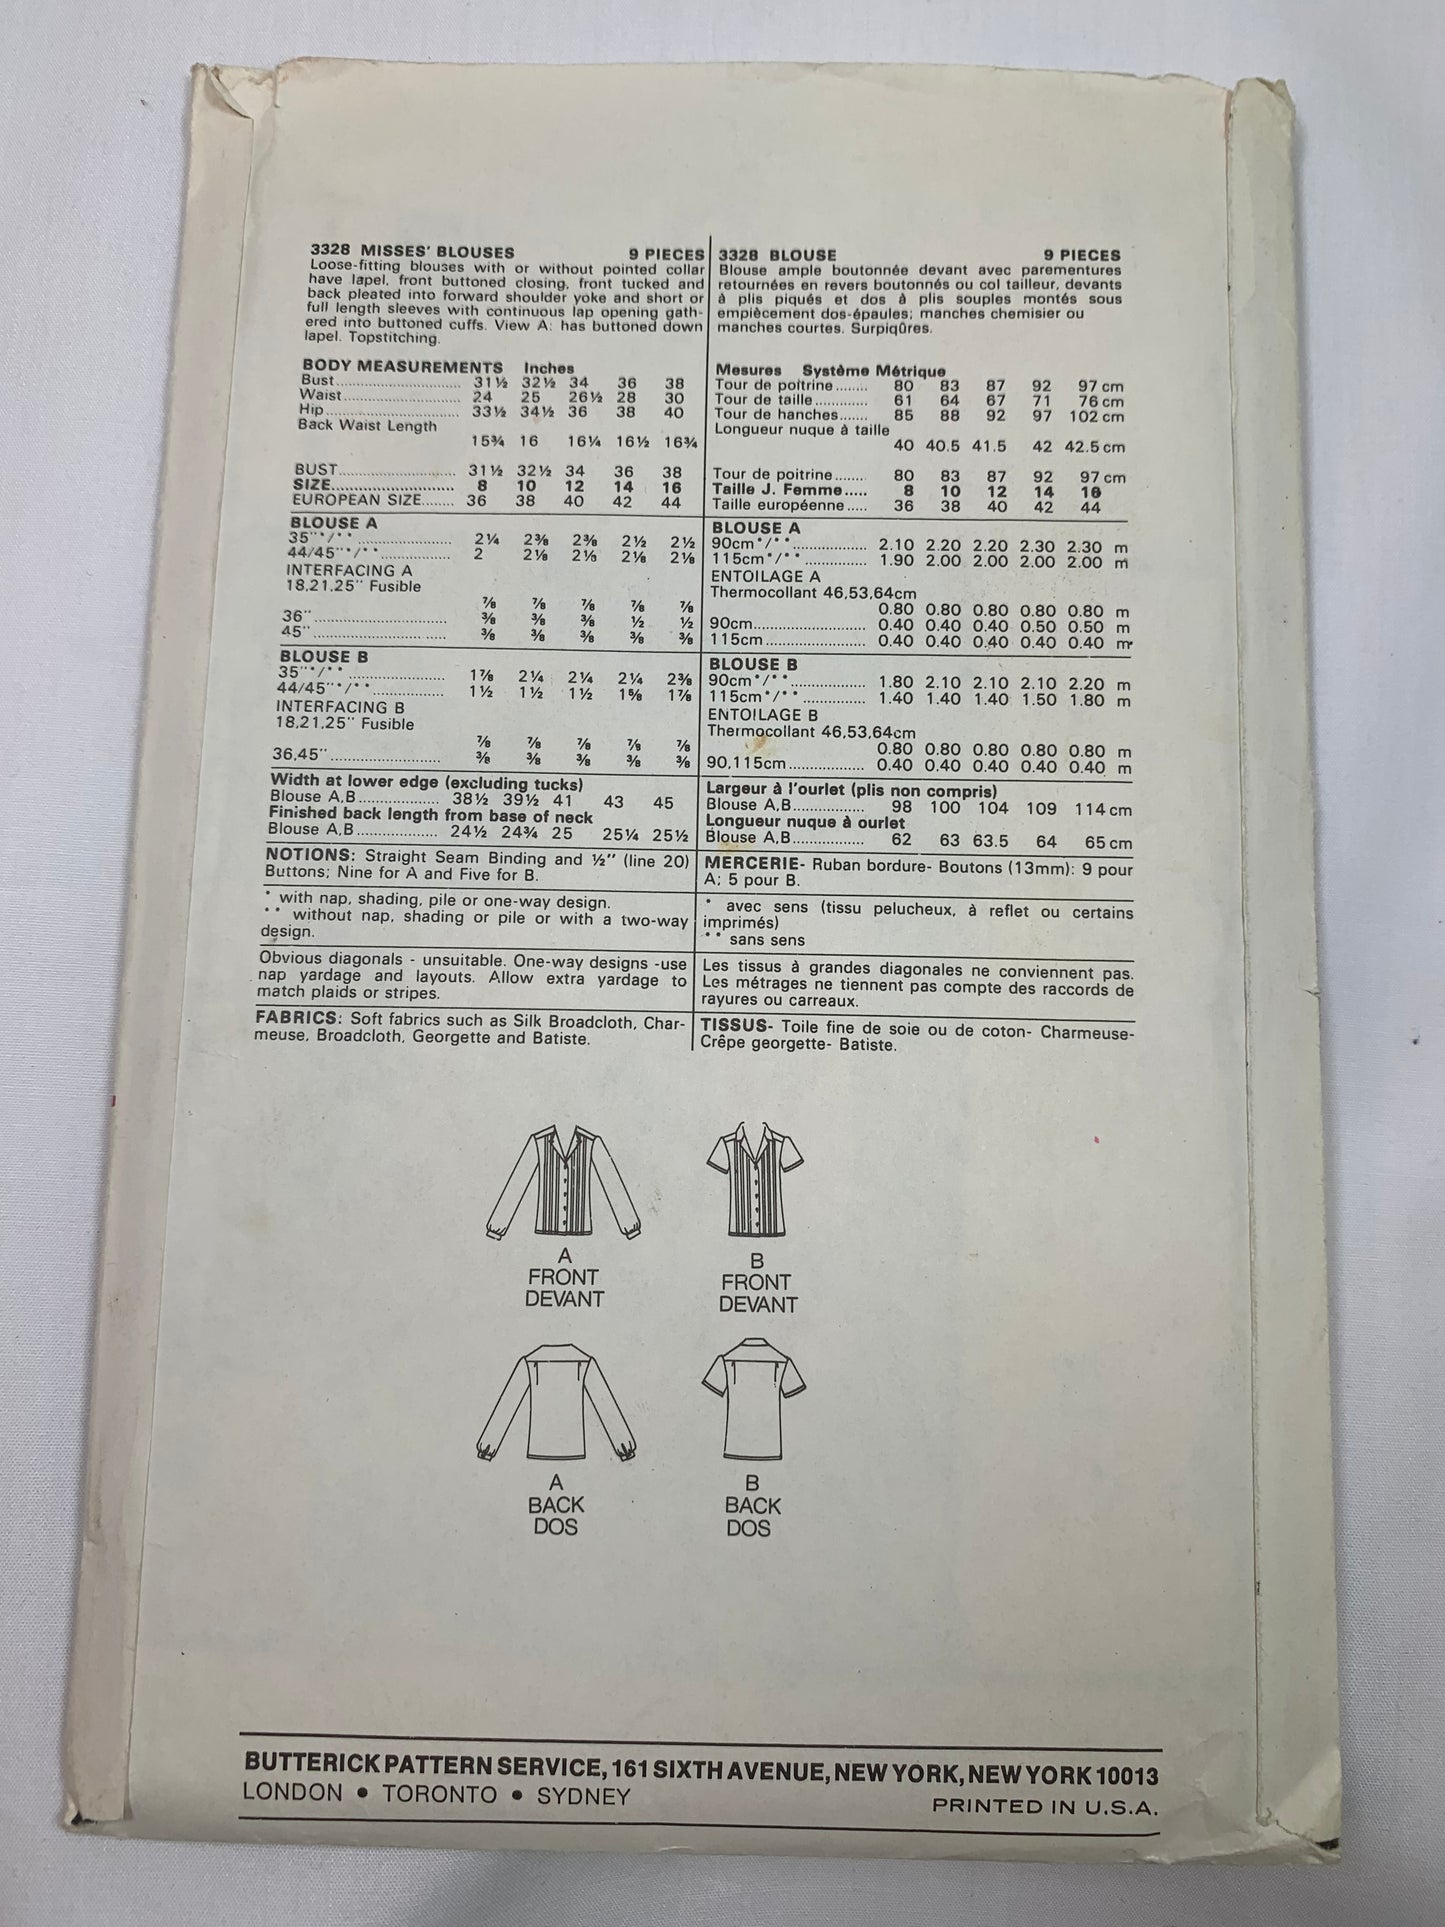 3328 MISSES' BLOUSES 9 PIECES
Loose-fitting blouses with or without pointed collar
have lapel, front buttoned closing, front tucked and
back pleated into forward shoulder yoke and short or
full length sleeves with continuous lap opening gath-
ered into buttoned cuffs. View A: has buttoned down
lapel. Topstitching.
BODY MEASUREMENTS Inches
Bust 31½ 32½ 34 36 38
Waist 24 25 26½ 28 30
Hip 33½ 34½ 36 38 40
Back Waist Length
15¾ 16 16¼ 16½ 16¾
BUST 31½ 32½ 34 36 38
SIZE 8 10 12 14 16
EUROPEAN SIZE 36 38 40 42 44
BLOUSE A
35"*/** 2¼ 2⅜ 2⅜ 2½ 2½
44/45"*/** 2 2⅛ 2⅛ 2⅛ 2⅛
INTERFACING A
18,21,25" Fusible
⅞ ⅞ ⅞ ⅞ ⅞
36" ⅜ ⅜ ⅜ ½ ½
45" ⅜ ⅜ ⅜ ⅜ ⅜
BLOUSE B
35"*/** 1⅞ 2¼ 2¼ 2¼ 2⅜
44/45"*/** 1½ 1½ 1½ 1⅝ 1⅞
INTERFACING B
18,21,25" Fusible
⅞ ⅞ ⅞ ⅞ ⅞
36,45" ⅜ ⅜ ⅜ ⅜ ⅜
Width at lower edge (excluding tucks)
Blouse A,B 38½ 39½ 41 43 45
Finished back length from base of neck
Blouse A,B 24½ 24¾ 25 25¼ 25½
NOTIONS: Straight Seam Binding and ½" (line 20)
Buttons; Nine for A and Five for B.
* with nap, shading, pile or one-way design.
** without nap, shading or pile or with a two-way
design.
Obvious diagonals - unsuitable. One-way designs -use
nap yardage and layouts. Allow extra yardage to
match plaids or stripes.
FABRICS: Soft fabrics such as Silk Broadcloth, Char-
meuse, Broadcloth, Georgette and Batiste.
3328 BLOUSE 9 PIECES
Blouse ample boutonnée devant avec parementures
retournées en revers boutonnés ou col tailleur, devants
à plis piqués et dos à plis souples montés sous
empiècement dos-épaules; manches chemisier ou
manches courtes. Surpiqûres.
Mesures Système Métrique
Tour de poitrine 80 83 87 92 97 cm
Tour de taille 61 64 67 71 76 cm
Tour de hanches 85 88 92 97 102 cm
Longueur nuque à taille
40 40.5 41.5 42 42.5 cm
Tour de poitrine 80 83 87 92 97 cm
Taille J. Femme 8 10 12 14 16
Taille européenne 36 38 40 42 44
BLOUSE A
90cm*/** 2.10 2.20 2.20 2.30 2.30 m
115cm*/** 1.90 2.00 2.00 2.00 2.00 m
ENTOILAGE A
Thermocollant 46,53,64cm
0.80 0.80 0.80 0.80 0.80 m
90cm 0.40 0.40 0.40 0.50 0.50 m
115cm 0.40 0.40 0.40 0.40 0.40 m
BLOUSE B
90cm*/** 1.80 2.10 2.10 2.10 2.20 m
115cm*/** 1.40 1.40 1.40 1.50 1.80 m
ENTOILAGE B
Thermocollant 46,53,64cm
0.80 0.80 0.80 0.80 0.80 m
90,115cm 0.40 0.40 0.40 0.40 0.40 m
Largeur à l'ourlet (plis non compris)
Blouse A,B 98 100 104 109 114 cm
Longueur nuque à ourlet
Blouse A,B 62 63 63.5 64 65 cm
MERCERIE- Ruban bordure- Boutons (13mm): 9 pour
A; 5 pour B.
* avec sens (tissu pelucheux, à reflet ou certains
imprimés)
** sans sens
Les tissus à grandes diagonales ne conviennent pas.
Les métrages ne tiennent pas compte des raccords de
rayures ou carreaux.
TISSUS- Toile fine de soie ou de coton- Charmeuse-
Crêpe georgette- Batiste.
A
FRONT
DEVANT
B
FRONT
DEVANT
A
BACK
DOS
B
BACK
DOS
BUTTERICK PATTERN SERVICE, 161 SIXTH AVENUE, NEW YORK, NEW YORK 10013
LONDON • TORONTO • SYDNEY
PRINTED IN U.S.A.